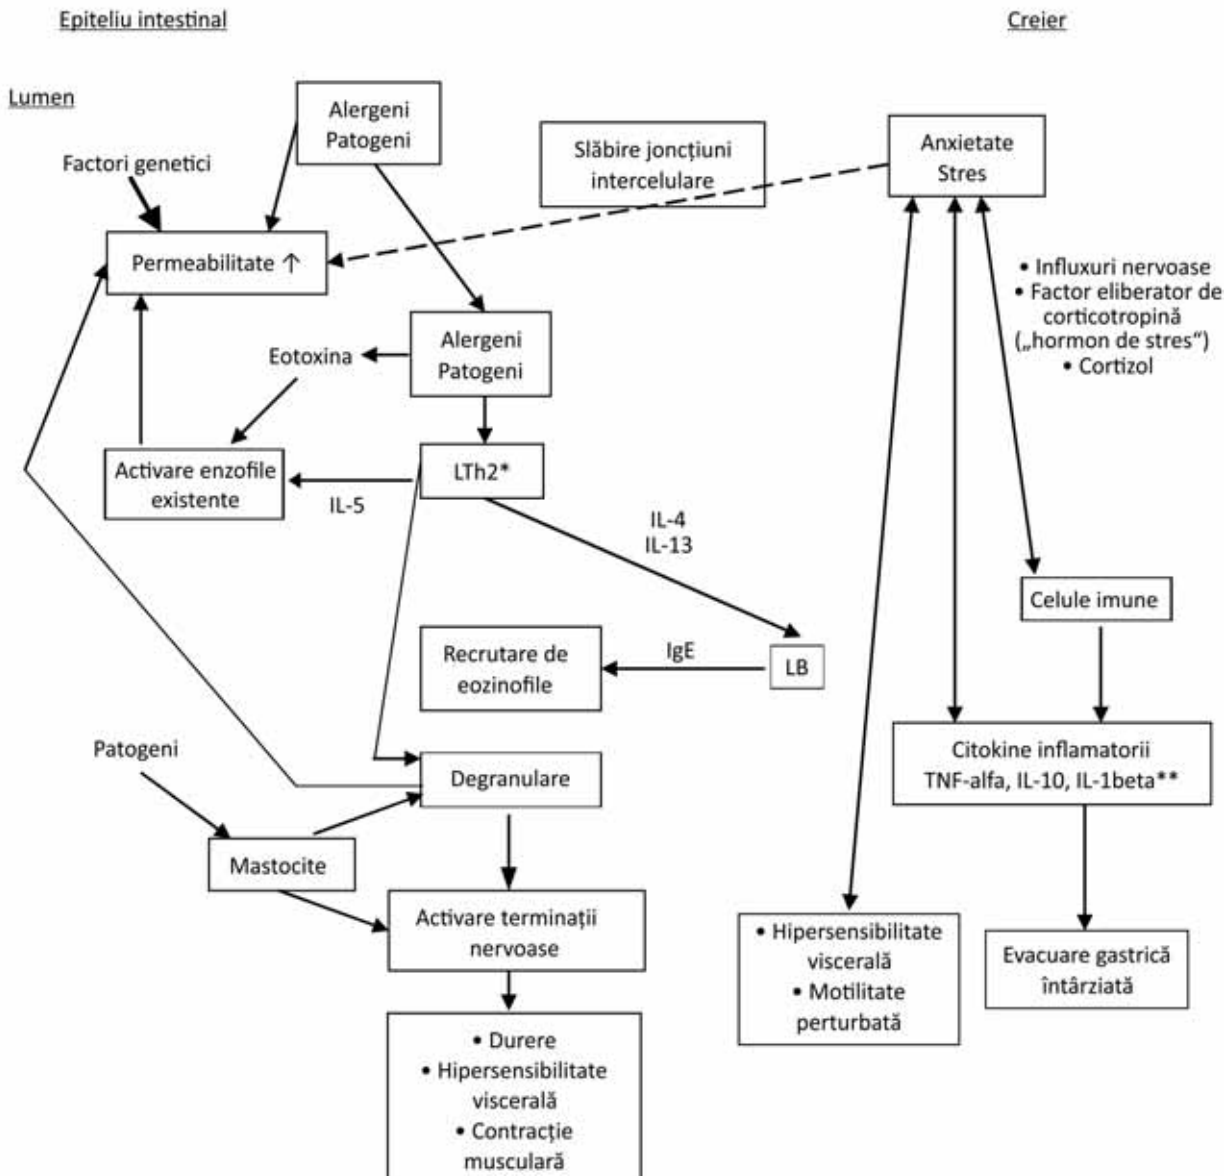 Epiteliu intestinal
Creier
Lumen
Alergeni
Patogeni
Factori genetici
Slăbire joncțiuni
intercelulare
Anxietate
Stres
Permeabilitate ↑
• Influxuri nervoase
• Factor eliberator de
corticotropină
(„hormon de stres“)
• Cortizol
Alergeni
Patogeni
Eotoxina
Activare enzofile
existente
IL-5
LTh2*
IL-4
IL-13
Celule imune
Recrutare de
eozinofile
IgE
LB
Patogeni
Degranulare
Citokine inflamatorii
TNF-alfa, IL-10, IL-1beta**
Mastocite
Activare terminații
nervoase
• Hipersensibilitate
viscerală
• Motilitate
perturbată
Evacuare gastrică
întârziată
• Durere
• Hipersensibilitate
viscerală
• Contracție
musculară